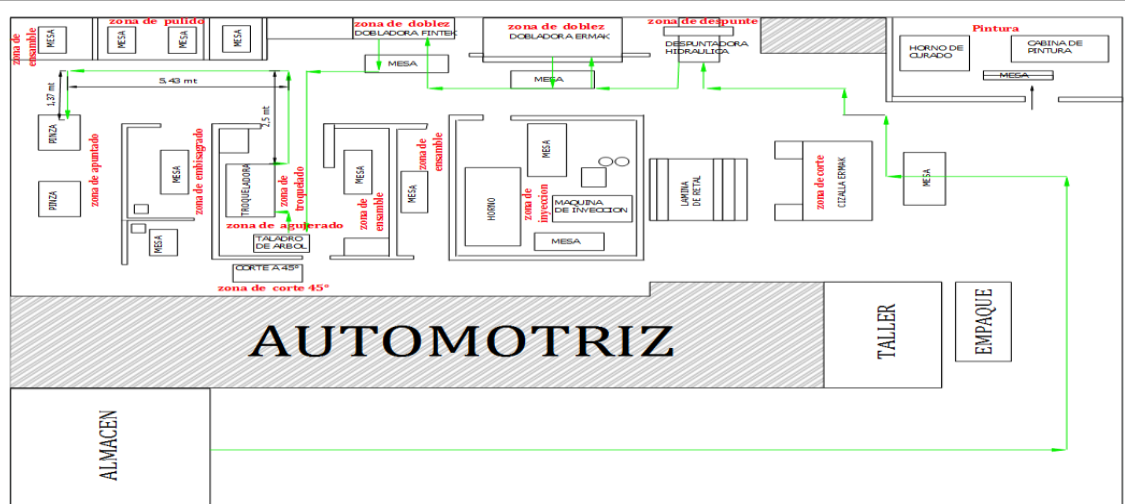 zona de pulido
zona de doblez
DOBLADORA FINTEK
zona de doblez
DOBLADORA ERMAK
zona de despunte
DESPUNTADORA
HIDRAULICA
Pintura
HORNO DE
CURADO
CABINA DE
PINTURA
MESA
zona de
ensamble
MESA
MESA
MESA
MESA
MESA
MESA
5,43 mt
1,37 mt
2,5 mt
PINZA
PINZA
zona de apuntado
MESA
zona de embisagrado
MESA
TROQUELADORA
zona de
troquelado
zona de agujerado
TALADRO
DE ARBOL
CORTE A 45°
zona de corte 45°
MESA
zona de
ensamble
zona de
ensamble
MESA
HORNO
zona de
inyeccion
MESA
MAQUINA
DE INYECCION
MESA
LAMINA
DE RETAL
zona de corte
CIZALLA ERMAK
MESA
AUTOMOTRIZ
TALLER
EMPAQUE
ALMACEN